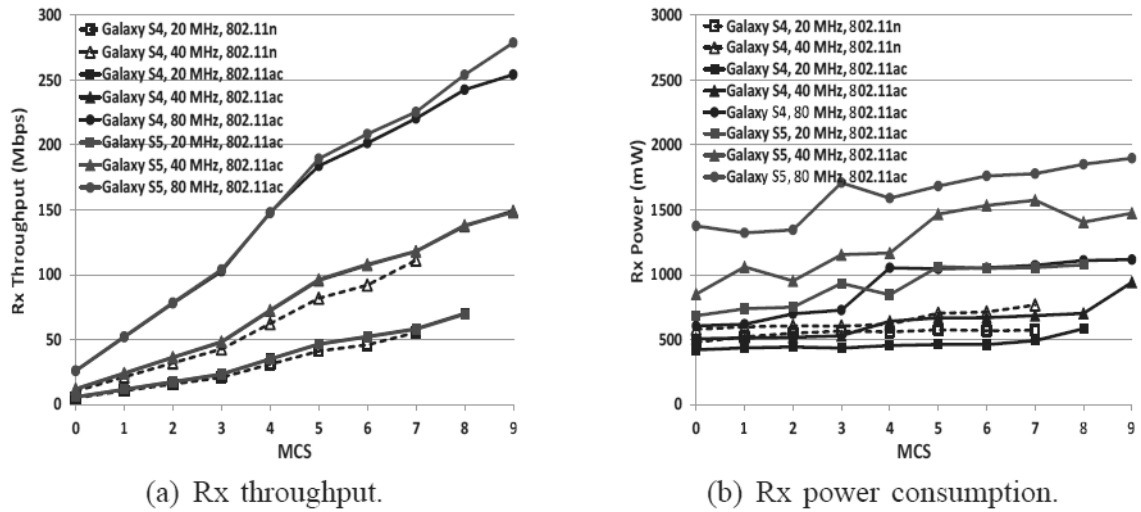 300
250
200
150
100
50
0
Rx Throughput (Mbps)
Galaxy S4, 20 MHz, 802.11n
Galaxy S4, 40 MHz, 802.11n
Galaxy S4, 20 MHz, 802.11ac
Galaxy S4, 40 MHz, 802.11ac
Galaxy S4, 80 MHz, 802.11ac
Galaxy S5, 20 MHz, 802.11ac
Galaxy S5, 40 MHz, 802.11ac
Galaxy S5, 80 MHz, 802.11ac
0 1 2 3 4 5 6 7 8 9
MCS
(a) Rx throughput.
3000
2500
2000
1500
1000
500
0
Rx Power (mW)
Galaxy S4, 20 MHz, 802.11n
Galaxy S4, 40 MHz, 802.11n
Galaxy S4, 20 MHz, 802.11ac
Galaxy S4, 40 MHz, 802.11ac
Galaxy S4, 80 MHz, 802.11ac
Galaxy S5, 20 MHz, 802.11ac
Galaxy S5, 40 MHz, 802.11ac
Galaxy S5, 80 MHz, 802.11ac
0 1 2 3 4 5 6 7 8 9
MCS
(b) Rx power consumption.